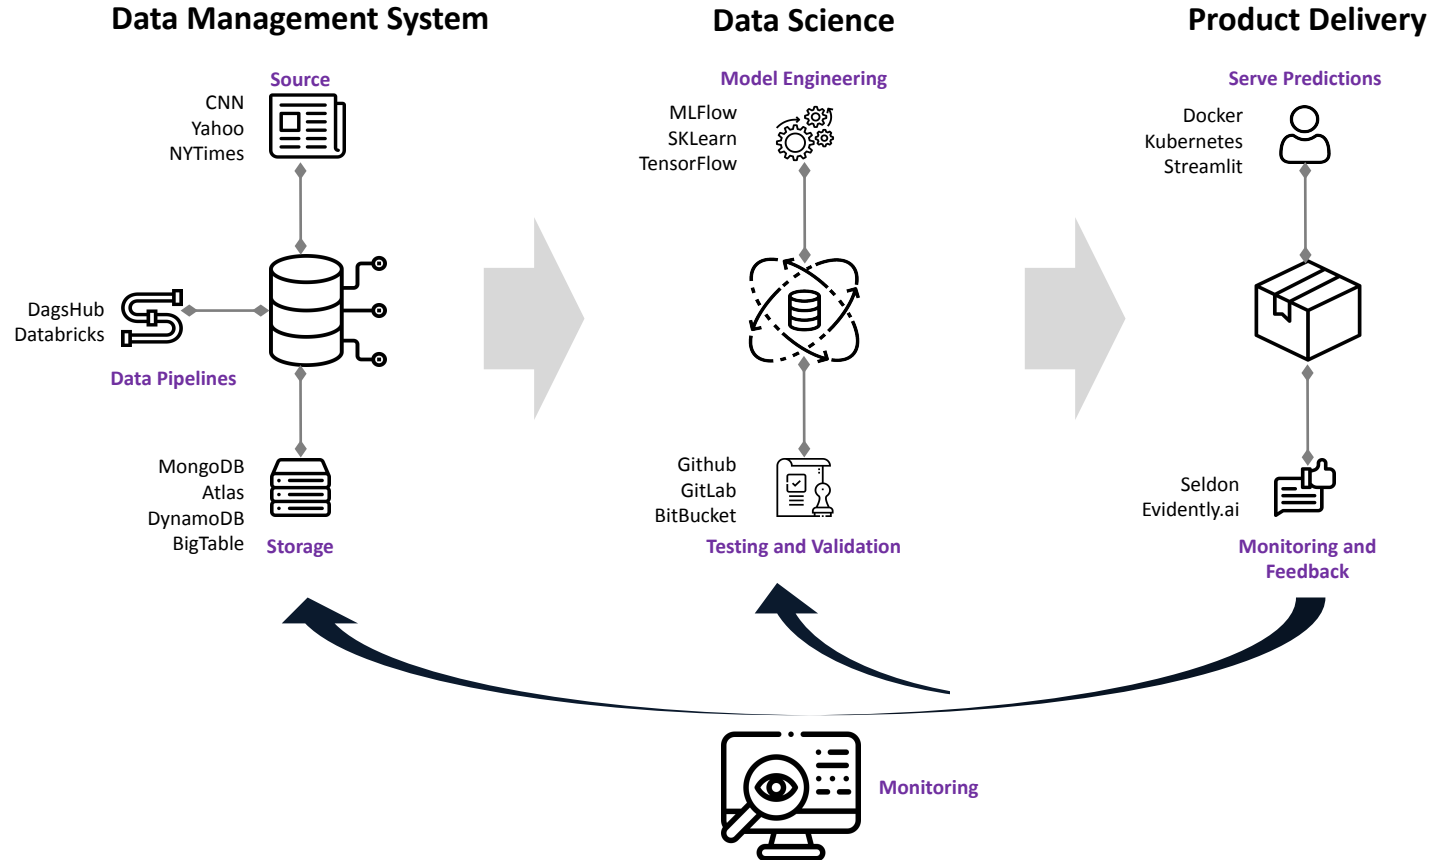 Data Management System
Data Science
Product Delivery
Source
CNN
Yahoo
NYTimes
DagsHub
Databricks
Data Pipelines
MongoDB
Atlas
DynamoDB
BigTable
Storage
Model Engineering
MLFlow
SKLearn
TensorFlow
Github
GitLab
BitBucket
Testing and Validation
Serve Predictions
Docker
Kubernetes
Streamlit
Seldon
Evidently.ai
Monitoring and
Feedback
Monitoring